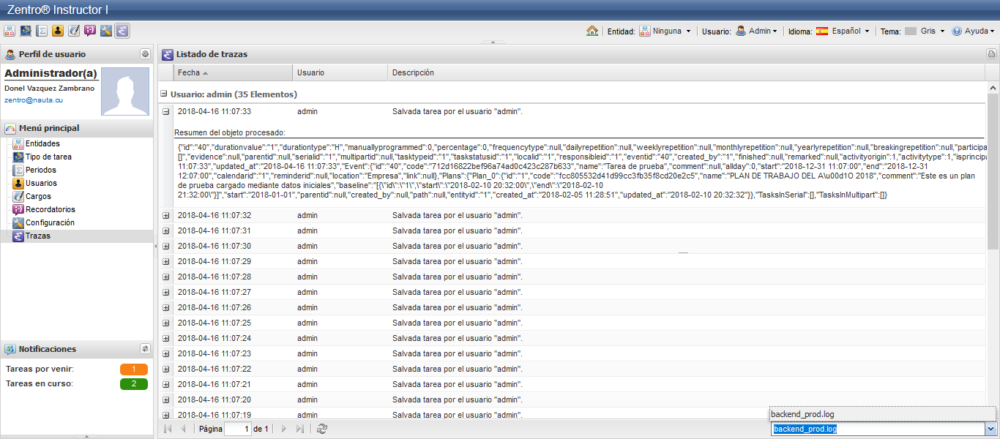 Zentro® Instructor I
Entidad: Ninguna Usuario: Admin Idioma: Español Tema: Gris Ayuda
Perfil de usuario
Administrador(a)
Donel Vazquez Zambrano
zentro@nauta.cu
Menú principal
Entidades
Tipo de tarea
Periodos
Usuarios
Cargos
Recordatorios
Configuración
Trazas
Notificaciones
Tareas por venir: 1
Tareas en curso: 2
Listado de trazas
Fecha Usuario Descripción
Usuario: admin (35 Elementos)
2018-04-16 11:07:33 admin Salvada tarea por el usuario "admin".
Resumen del objeto procesado:
{"id":"40","durationvalue":"1","durationtype":"H","manuallyprogrammed":0,"percentage":0,"frequencytype":null,"dailyrepetition":null,"weeklyrepetition":null,"monthlyrepetition":null,"yearlyrepetition":null,"breakingrepetition":null,"participa
[]","evidence":null,"parentid":null,"serialid":"1","multipartid":null,"tasktypeid":"1","taskstatusid":"1","localid":"1","responsibleid":"1","eventid":"40","created_by":"1","finished":null,"remarked":null,"activityorigin":1,"activitytype":1,"isprincipa
11:07:33","updated_at":"2018-04-16 11:07:33","Event":{"id":"40","code":"712d16822bef96a74ad0c423c287b633","name":"Tarea de prueba","comment":null,"allday":0,"start":"2018-12-31 11:07:00","end":"2018-12-31
12:07:00","calendarid":"1","reminderid":null,"location":"Empresa","link":null},"Plans":{"Plan_0":{"id":"1","code":"fcc805532d41d99cc3fb35f8cd20e2c5","name":"PLAN DE TRABAJO DEL A\u00d1O 2018","comment":"Este es un plan
de prueba cargado mediante datos iniciales","baseline":"[{\"id\":\"1\",\"start\":\"2018-02-10 20:32:00\",\"end\":\"2018-02-10
21:32:00\"}]","start":"2018-01-01","parentid":null,"created_by":null,"path":null,"entityid":"1","created_at":"2018-02-05 11:28:51","updated_at":"2018-02-10 20:32:32"}},"TasksInSerial":[],"TasksInMultipart":[]}
2018-04-16 11:07:32 admin Salvada tarea por el usuario "admin".
2018-04-16 11:07:31 admin Salvada tarea por el usuario "admin".
2018-04-16 11:07:30 admin Salvada tarea por el usuario "admin".
2018-04-16 11:07:29 admin Salvada tarea por el usuario "admin".
2018-04-16 11:07:28 admin Salvada tarea por el usuario "admin".
2018-04-16 11:07:27 admin Salvada tarea por el usuario "admin".
2018-04-16 11:07:26 admin Salvada tarea por el usuario "admin".
2018-04-16 11:07:25 admin Salvada tarea por el usuario "admin".
2018-04-16 11:07:24 admin Salvada tarea por el usuario "admin".
2018-04-16 11:07:23 admin Salvada tarea por el usuario "admin".
2018-04-16 11:07:22 admin Salvada tarea por el usuario "admin".
2018-04-16 11:07:21 admin Salvada tarea por el usuario "admin".
2018-04-16 11:07:20 admin Salvada tarea por el usuario "admin".
2018-04-16 11:07:19 admin Salvada tarea por el usuario "admin".
backend_prod.log
Página 1 de 1
backend_prod.log